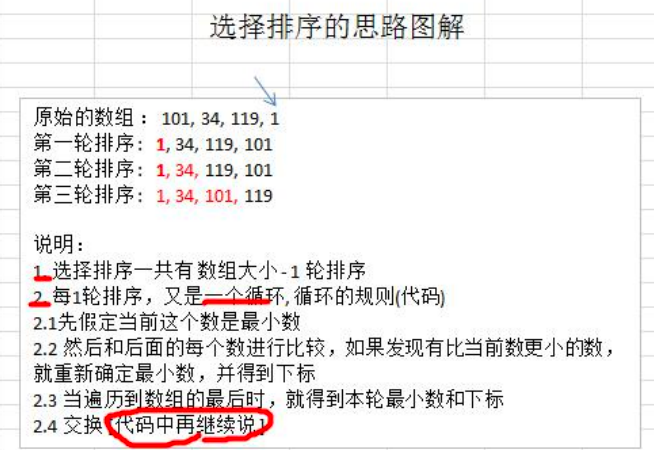 选择排序的思路图解
原始的数组： 101, 34, 119, 1
第一轮排序: 1, 34, 119, 101
第二轮排序: 1, 34, 119, 101
第三轮排序: 1, 34, 101, 119
说明：
1. 选择排序一共有数组大小 - 1 轮排序
2. 每1轮排序，又是一个循环, 循环的规则(代码)
2.1先假定当前这个数是最小数
2.2 然后和后面的每个数进行比较，如果发现有比当前数更小的数，
就重新确定最小数，并得到下标
2.3 当遍历到数组的最后时，就得到本轮最小数和下标
2.4 交换 [代码中再继续说]